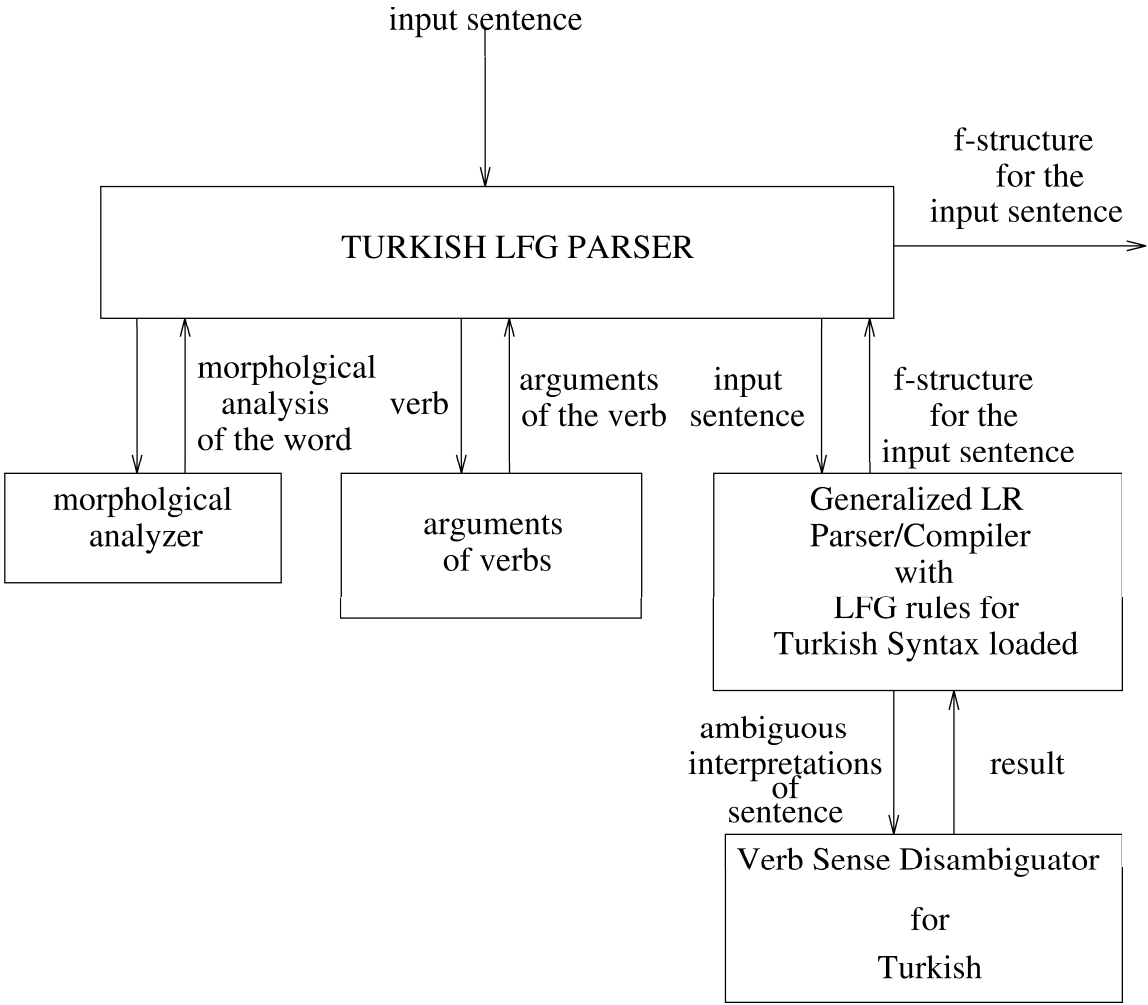 input sentence
f-structure
for the
input sentence
TURKISH LFG PARSER
morpholgical
analysis
of the word
verb
arguments
of the verb
input
sentence
f-structure
for the
input sentence
morpholgical
analyzer
arguments
of verbs
Generalized LR
Parser/Compiler
with
LFG rules for
Turkish Syntax loaded
ambiguous
interpretations
of
sentence
result
Verb Sense Disambiguator
for
Turkish